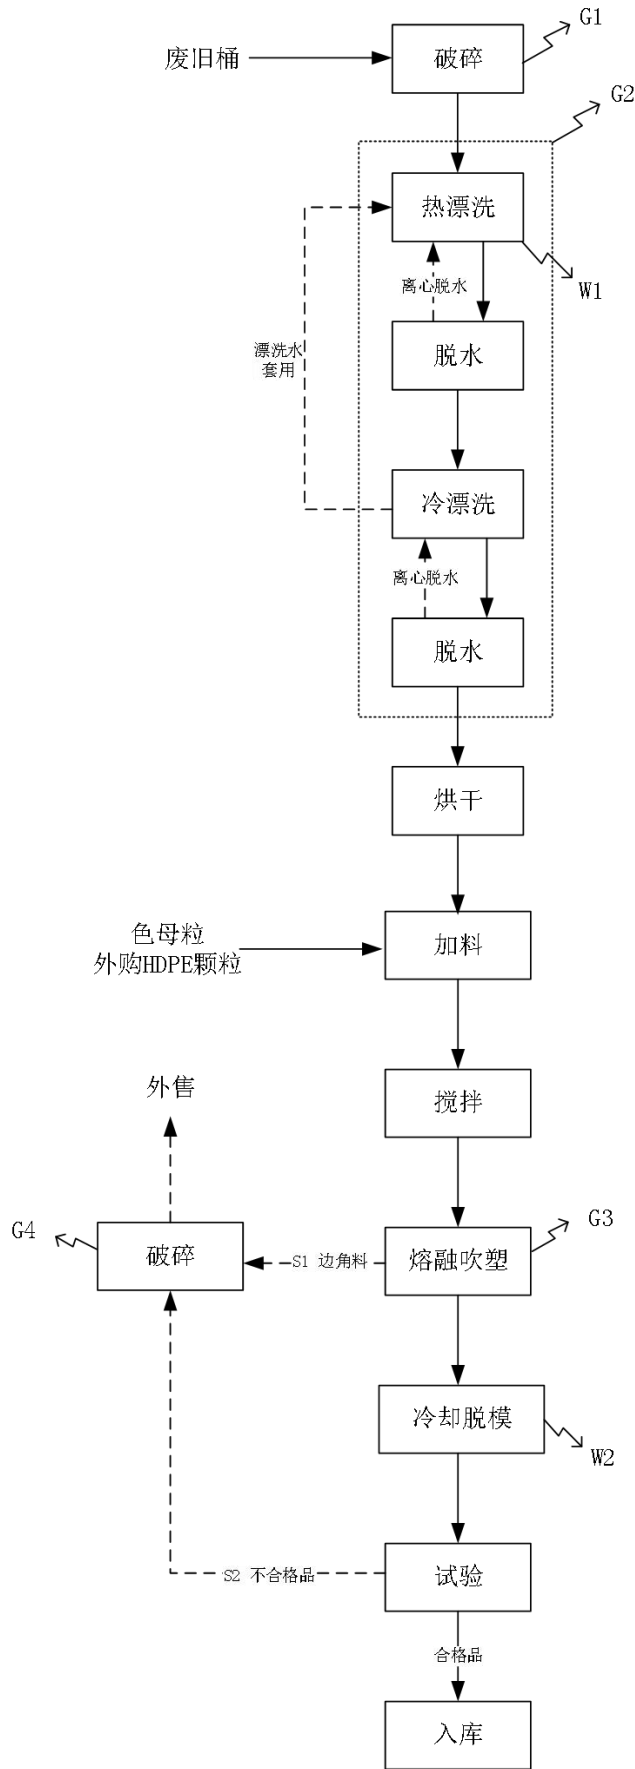 G1
废旧桶
破碎
G2
热漂洗
离心脱水
W1
漂洗水
套用
脱水
冷漂洗
离心脱水
脱水
烘干
色母粒
外购HDPE颗粒
加料
搅拌
外售
G4
破碎
S1 边角料
熔融吹塑
G3
冷却脱模
W2
S2 不合格品
试验
合格品
入库